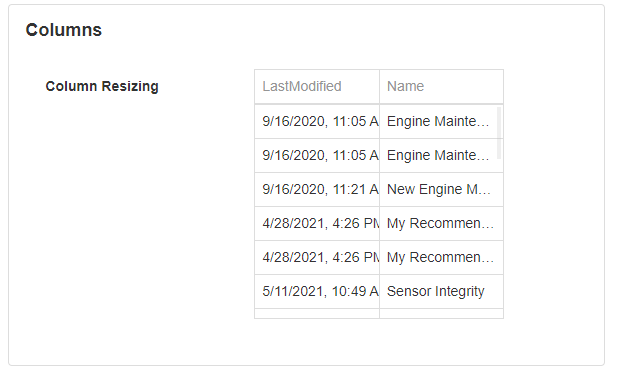 Columns
Column Resizing
LastModified Name
9/16/2020, 11:05 A Engine Mainte...
9/16/2020, 11:05 A Engine Mainte...
9/16/2020, 11:21 A New Engine M...
4/28/2021, 4:26 PM My Recommen...
4/28/2021, 4:26 PM My Recommen...
5/11/2021, 10:49 A Sensor Integrity